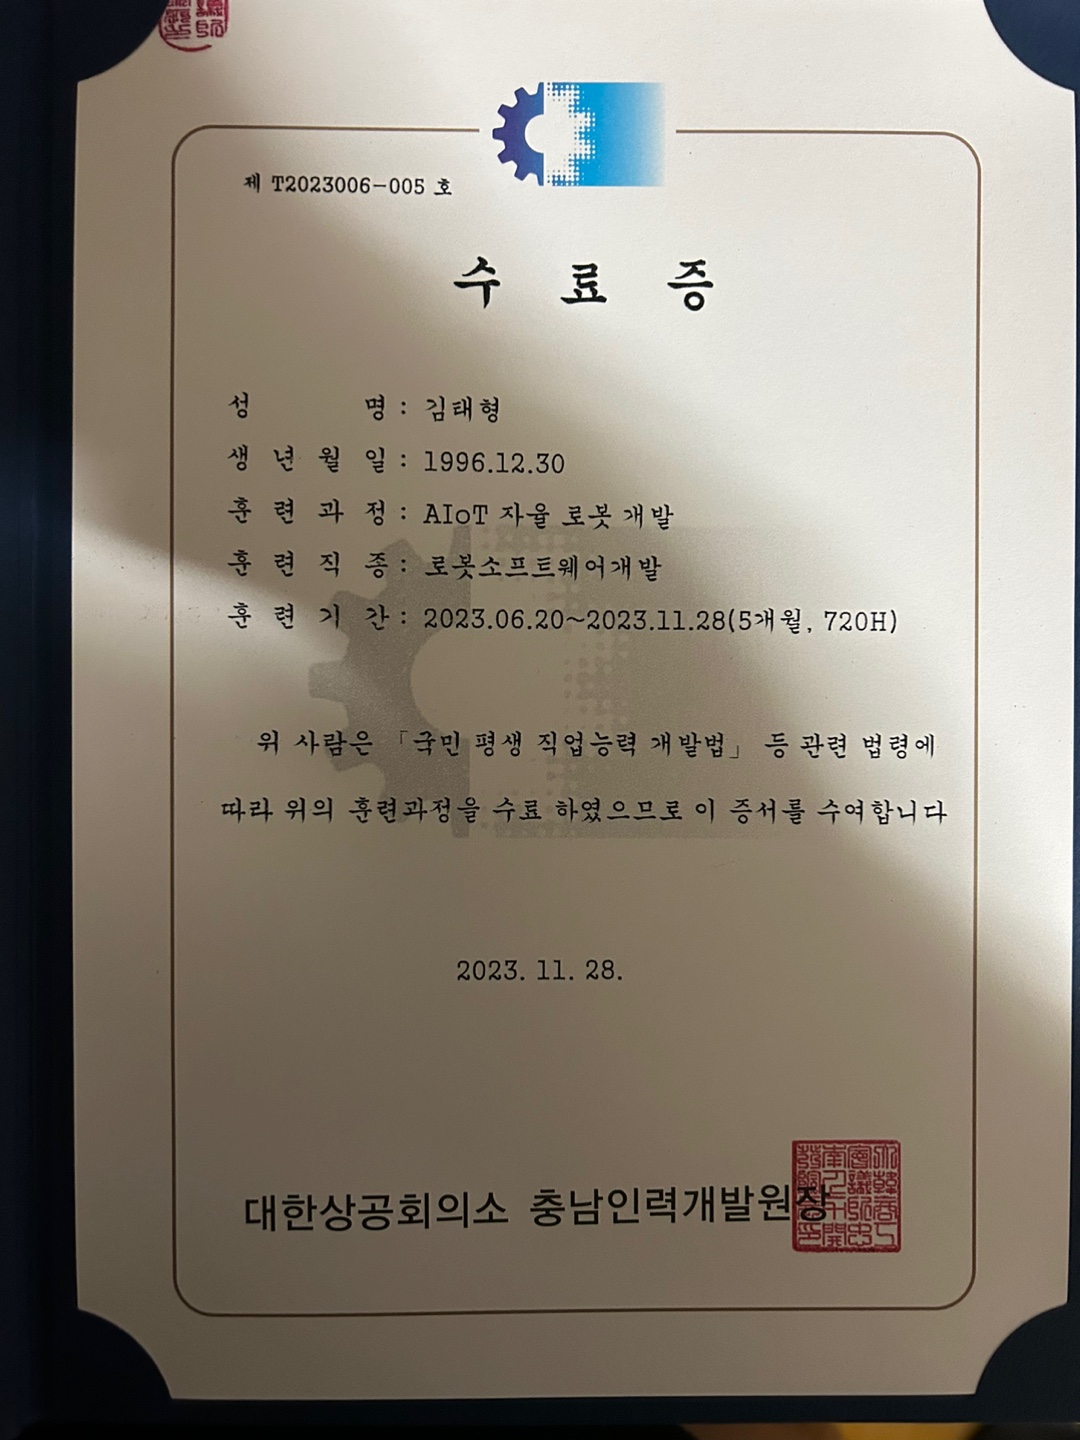 제 T2023006-005 호
수 료 증
성 명 : 김태형
생 년 월 일 : 1996.12.30
훈 련 과 정 : AIoT 자율 로봇 개발
훈 련 직 종 : 로봇소프트웨어개발
훈 련 기 간 : 2023.06.20~2023.11.28(5개월, 720H)
위 사람은 「국민 평생 직업능력 개발법」 등 관련 법령에
따라 위의 훈련과정을 수료 하였으므로 이 증서를 수여합니다
2023. 11. 28.
대한상공회의소 충남인력개발원장